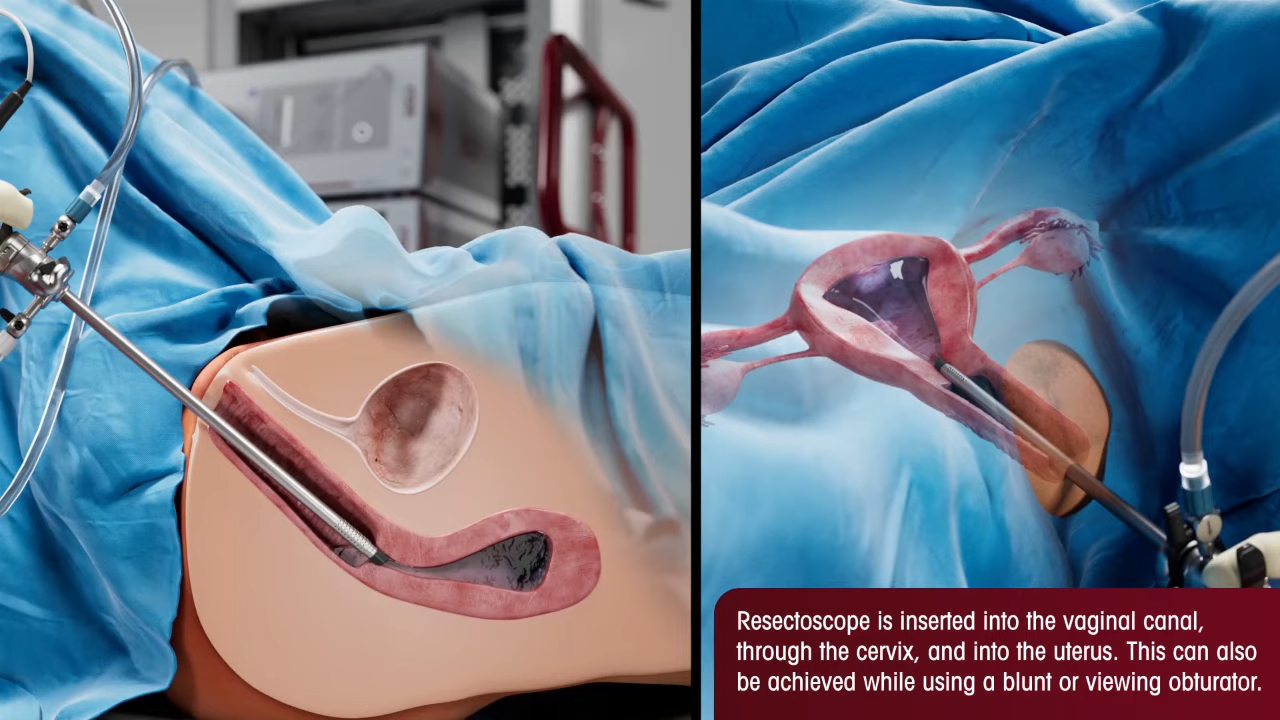 Resectoscope is inserted into the vaginal canal,
through the cervix, and into the uterus. This can also
be achieved while using a blunt or viewing obturator.